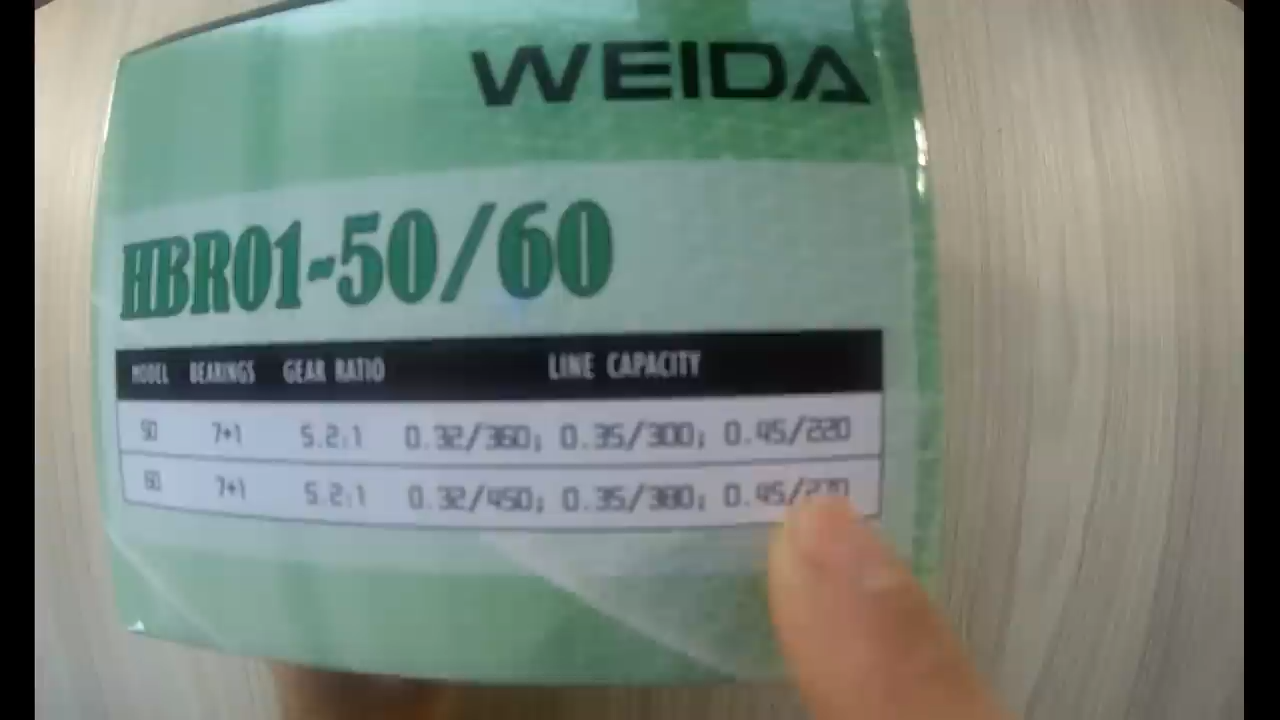 WEIDA
HBR01-50/60
MODEL BEARINGS GEAR RATIO LINE CAPACITY
50 7+1 5.2:1 0.32/360; 0.35/300; 0.45/220
60 7+1 5.2:1 0.32/450; 0.35/380; 0.45/270